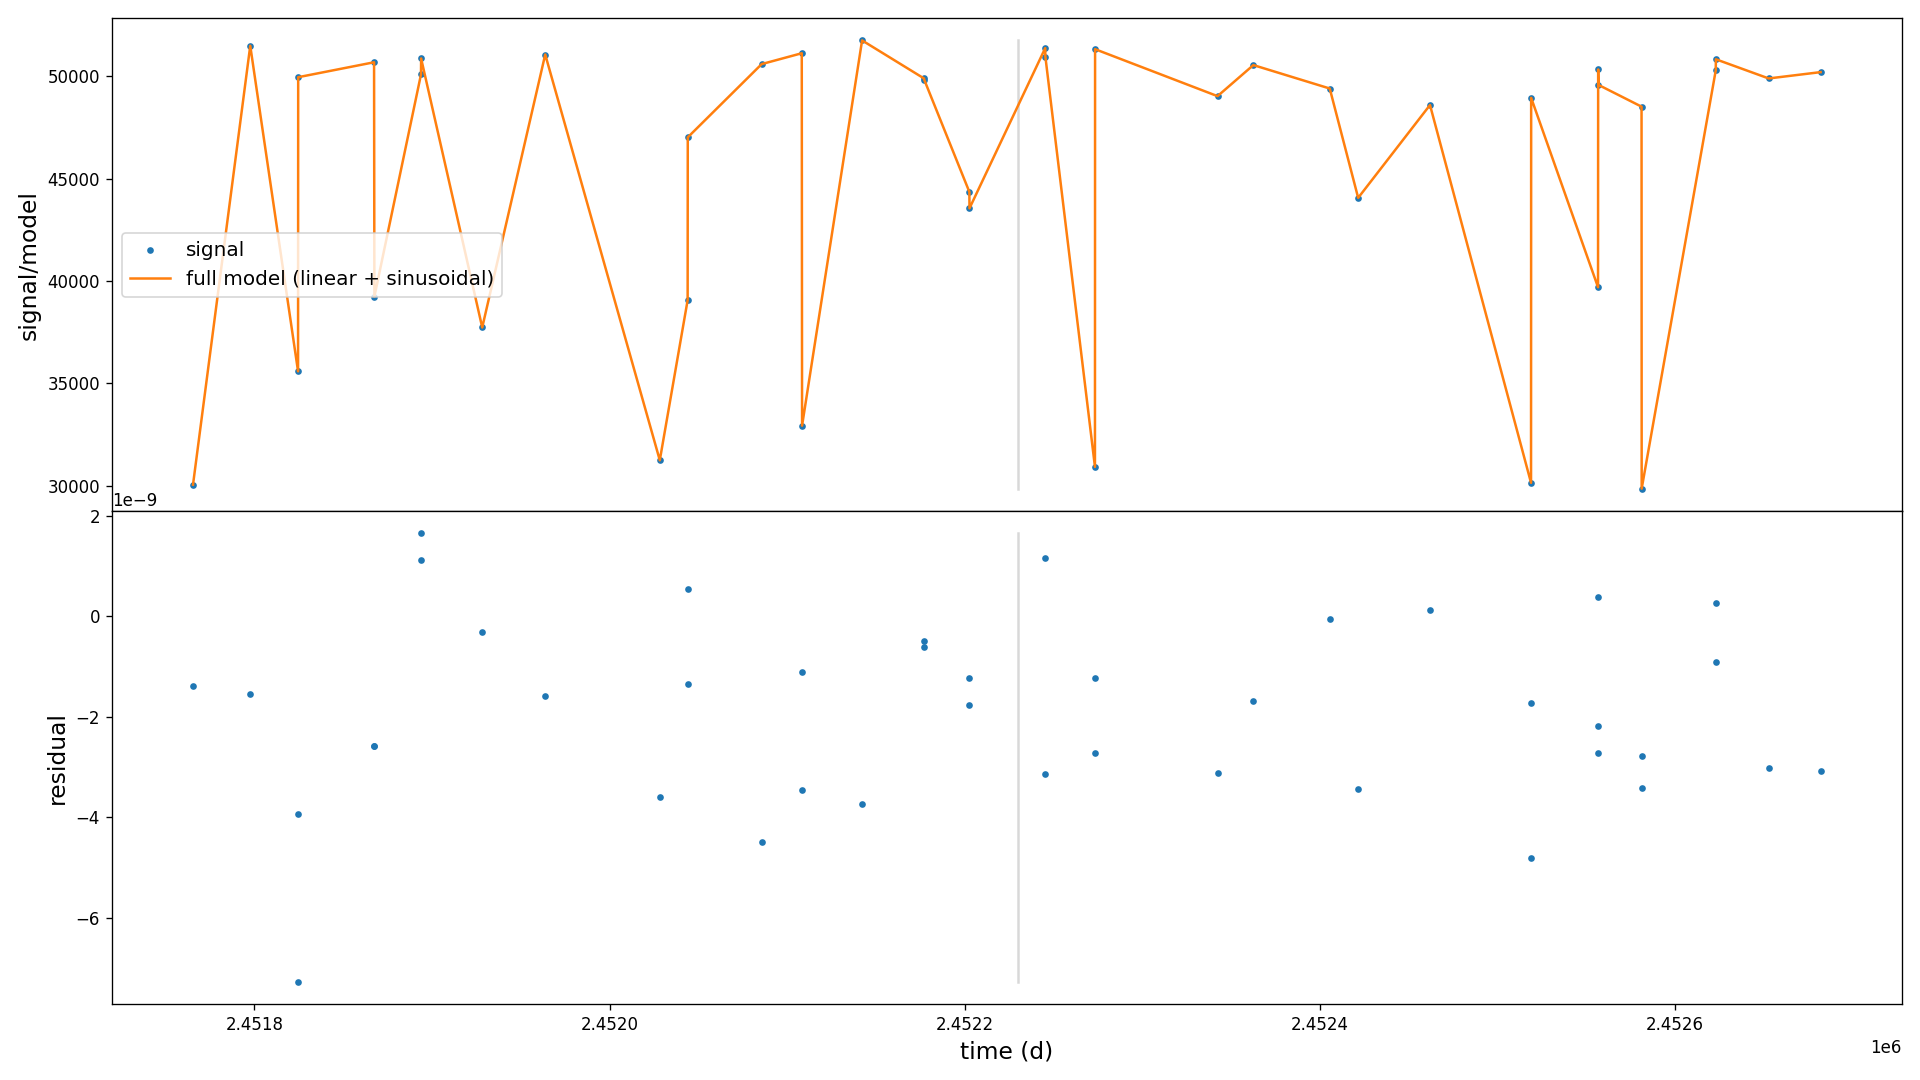 50000
45000
40000
35000
30000
signal/model
signal
full model (linear + sinusoidal)
1e−9
2
0
−2
−4
−6
residual
2.4518
2.4520
2.4522
2.4524
2.4526
time (d)
1e6